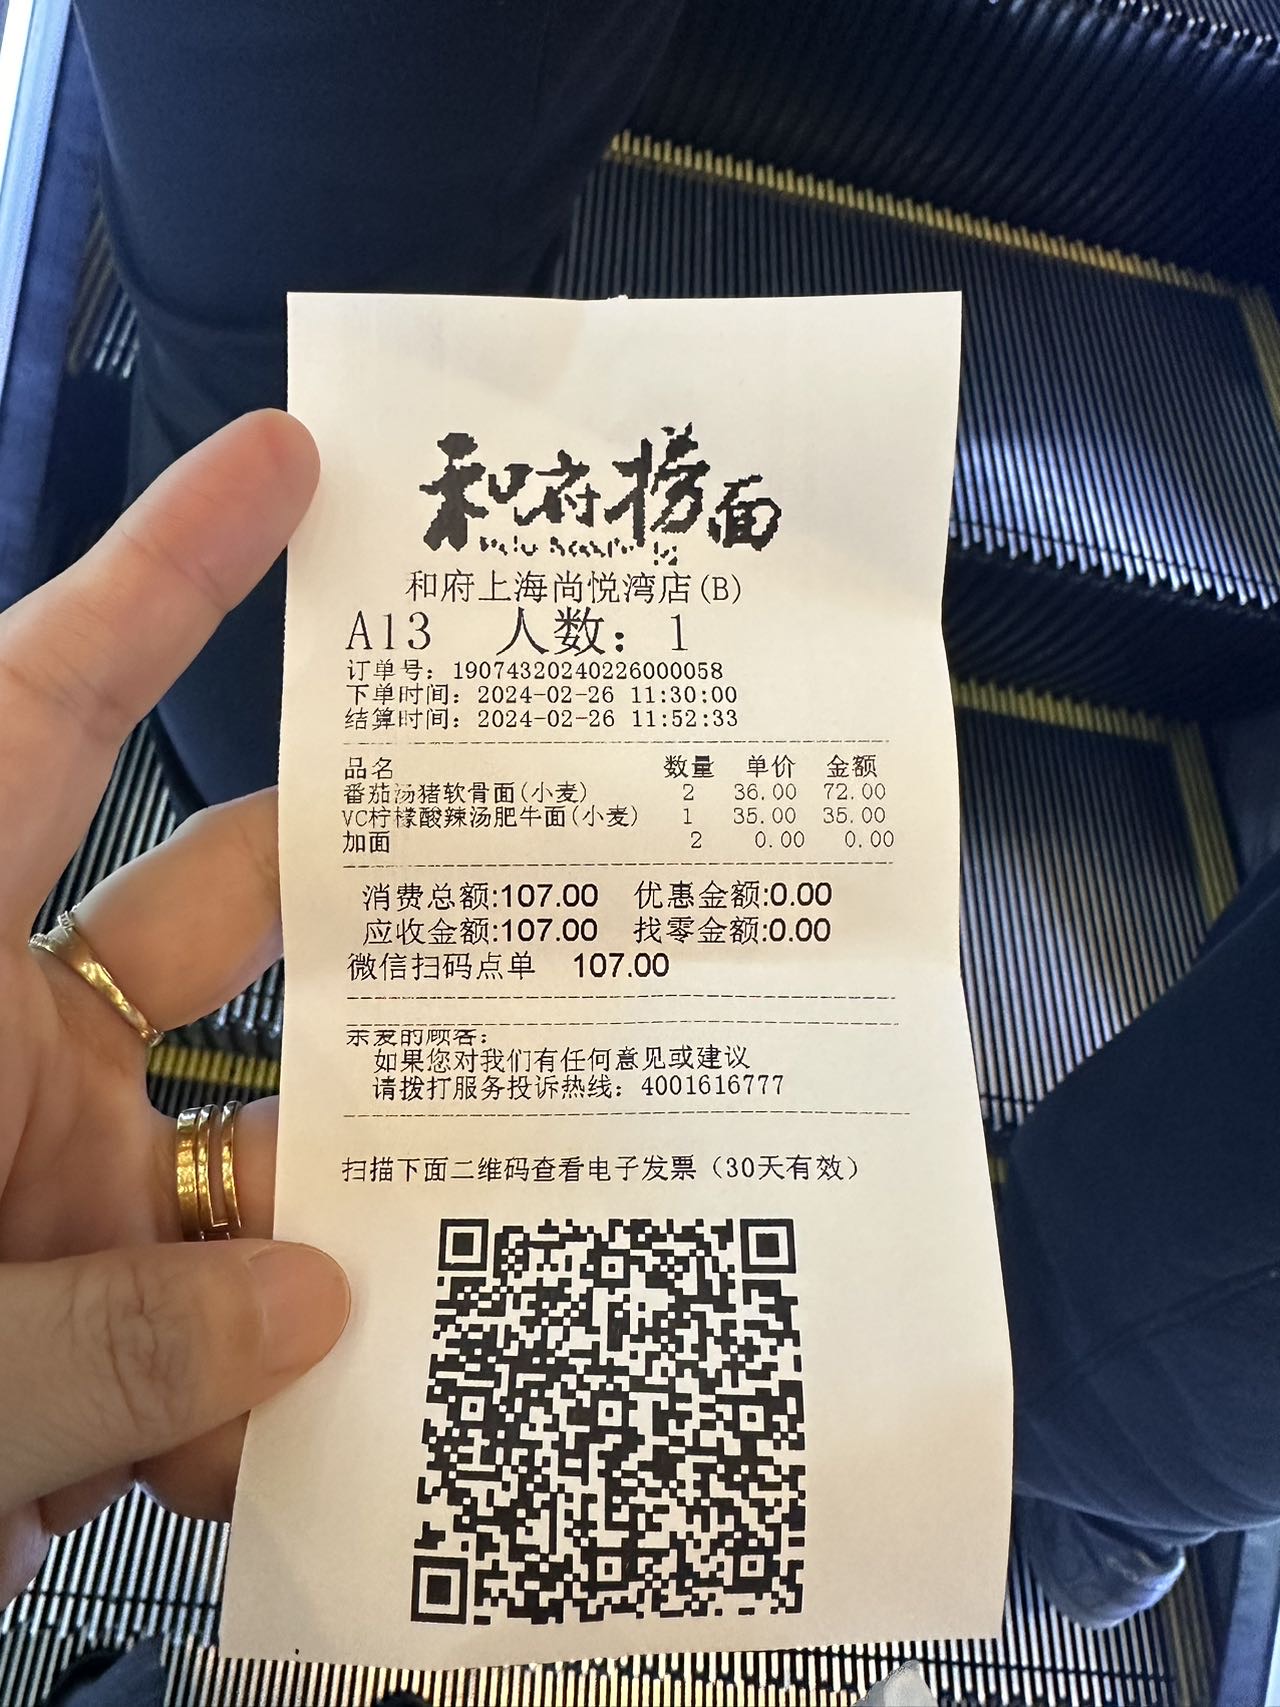 和府捞面
和府上海尚悦湾店(B)
A13 人数: 1
订单号: 19074320240226000058
下单时间: 2024-02-26 11:30:00
结算时间: 2024-02-26 11:52:33
品名 数量 单价 金额
番茄汤猪软骨面(小麦) 2 36.00 72.00
VC柠檬酸辣汤肥牛面(小麦) 1 35.00 35.00
加面 2 0.00 0.00
消费总额:107.00 优惠金额:0.00
应收金额:107.00 找零金额:0.00
微信扫码点单 107.00
亲爱的顾客:
如果您对我们有任何意见或建议
请拨打服务投诉热线: 4001616777
扫描下面二维码查看电子发票（30天有效）